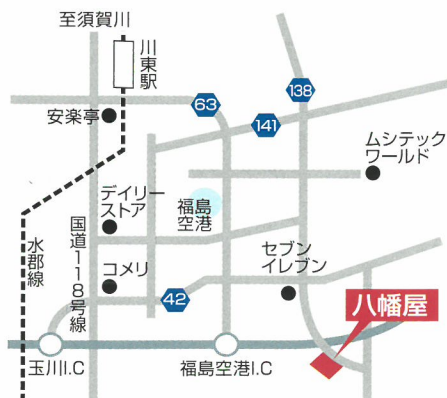 至須賀川
川東駅
63
138
141
安楽亭
ムシテック
ワールド
デイリー
ストア
福島
空港
国道118号線
水郡線
コメリ
42
セブン
イレブン
八幡屋
玉川I.C
福島空港I.C